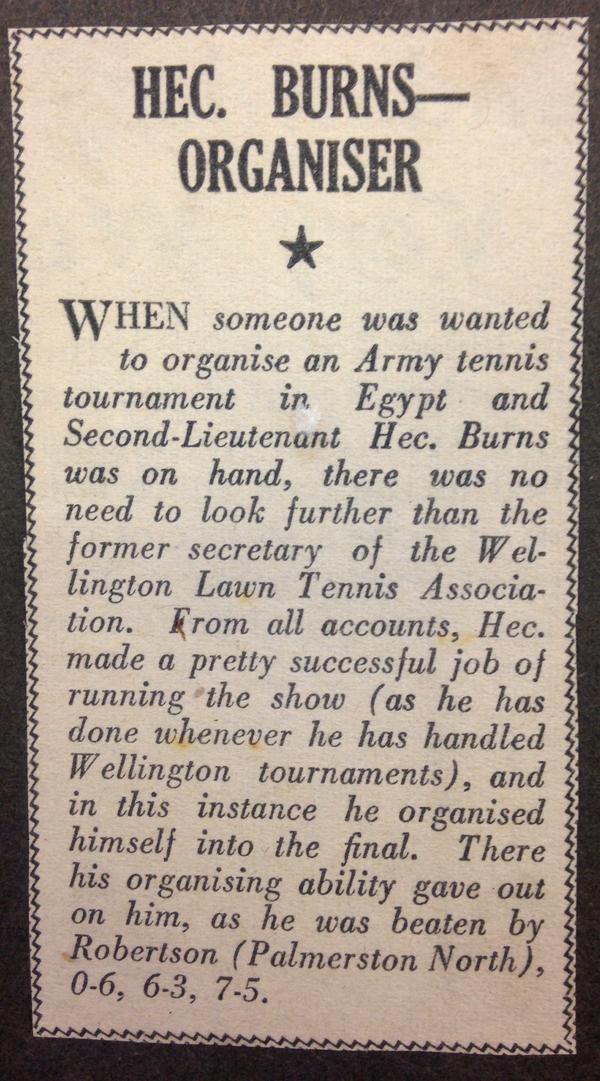 HEC. BURNS—
ORGANISER
WHEN someone was wanted
to organise an Army tennis
tournament in Egypt and
Second-Lieutenant Hec. Burns
was on hand, there was no
need to look further than the
former secretary of the Wel-
lington Lawn Tennis Associa-
tion. From all accounts, Hec.
made a pretty successful job of
running the show (as he has
done whenever he has handled
Wellington tournaments), and
in this instance he organised
himself into the final. There
his organising ability gave out
on him, as he was beaten by
Robertson (Palmerston North),
0-6, 6-3, 7-5.